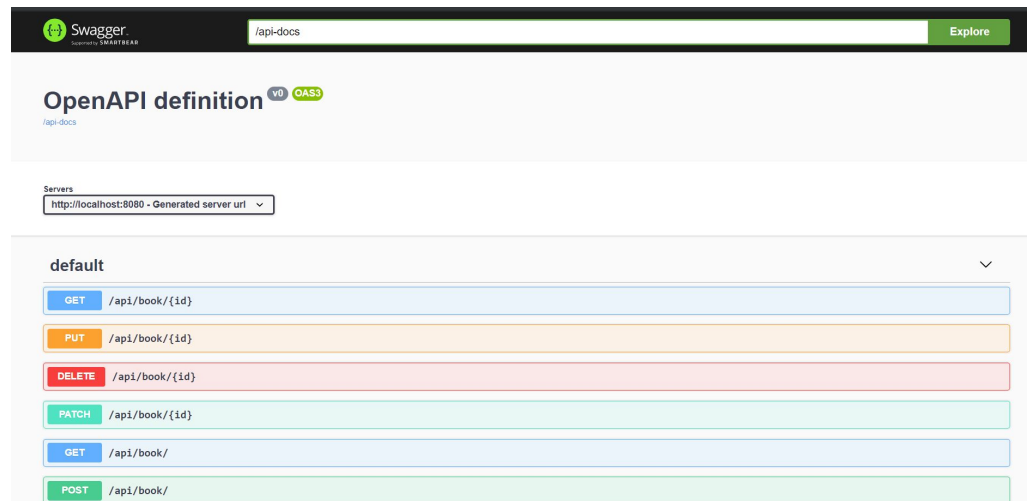 {··} Swagger.
Supported by SMARTBEAR
/api-docs
Explore
OpenAPI definition v0 OAS3
/api-docs
Servers
http://localhost:8080 - Generated server url
default
GET /api/book/{id}
PUT /api/book/{id}
DELETE /api/book/{id}
PATCH /api/book/{id}
GET /api/book/
POST /api/book/